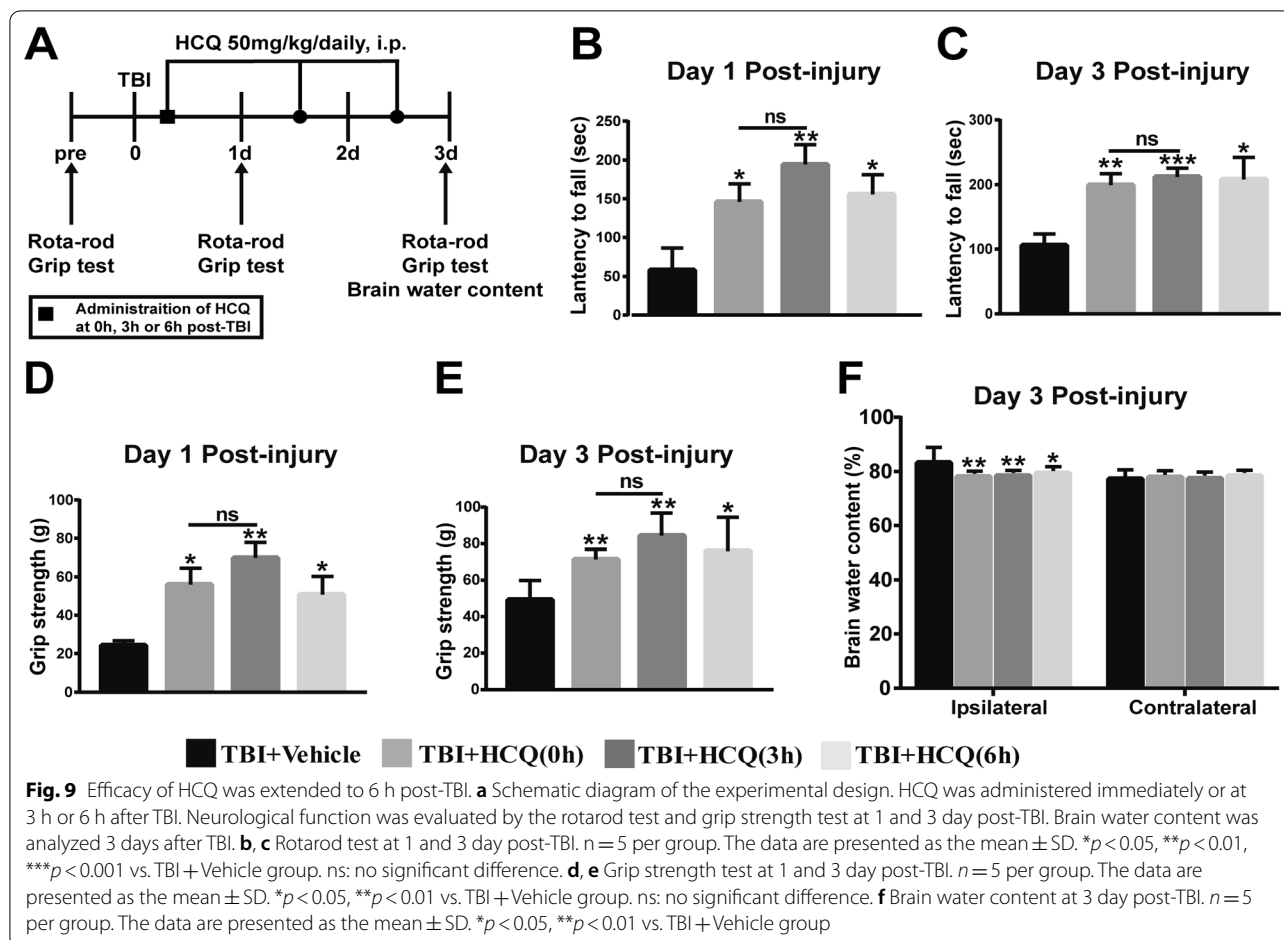 A
HCQ 50mg/kg/daily, i.p.
TBI
pre 0 1d 2d 3d
Rota-rod
Grip test
Rota-rod
Grip test
Rota-rod
Grip test
Brain water content
Administraition of HCQ
at 0h, 3h or 6h post-TBI
B
Day 1 Post-injury
Lantency to fall (sec)
250
200
150
100
50
0
*
ns
**
*
C
Day 3 Post-injury
Lantency to fall (sec)
300
200
100
0
**
ns
***
*
D
Day 1 Post-injury
Grip strength (g)
100
80
60
40
20
0
*
ns
**
*
E
Day 3 Post-injury
Grip strength (g)
100
80
60
40
20
0
**
ns
**
*
F
Day 3 Post-injury
Brain water content (%)
100
80
60
40
20
0
** ** *
Ipsilateral Contralateral
TBI+Vehicle TBI+HCQ(0h) TBI+HCQ(3h) TBI+HCQ(6h)
Fig. 9 Efficacy of HCQ was extended to 6 h post-TBI. a Schematic diagram of the experimental design. HCQ was administered immediately or at
3 h or 6 h after TBI. Neurological function was evaluated by the rotarod test and grip strength test at 1 and 3 day post-TBI. Brain water content was
analyzed 3 days after TBI. b, c Rotarod test at 1 and 3 day post-TBI. n = 5 per group. The data are presented as the mean ± SD. *p < 0.05, **p < 0.01,
***p < 0.001 vs. TBI + Vehicle group. ns: no significant difference. d, e Grip strength test at 1 and 3 day post-TBI. n = 5 per group. The data are
presented as the mean ± SD. *p < 0.05, **p < 0.01 vs. TBI + Vehicle group. ns: no significant difference. f Brain water content at 3 day post-TBI. n = 5
per group. The data are presented as the mean ± SD. *p < 0.05, **p < 0.01 vs. TBI + Vehicle group